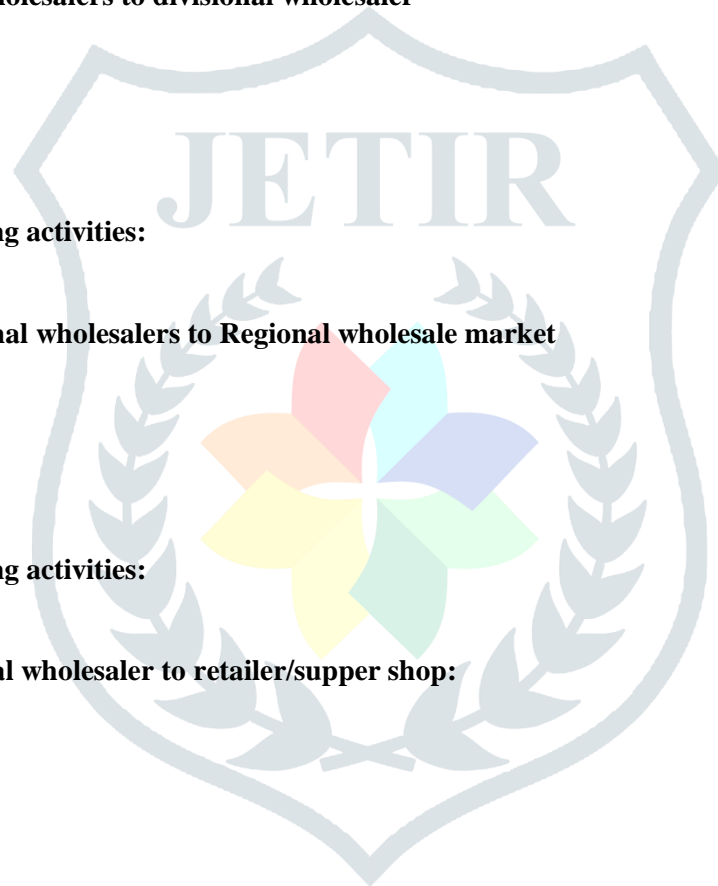 holesalers to divisional wholesaler
JETIR
ng activities:
nal wholesalers to Regional wholesale market
ng activities:
al wholesaler to retailer/supper shop: